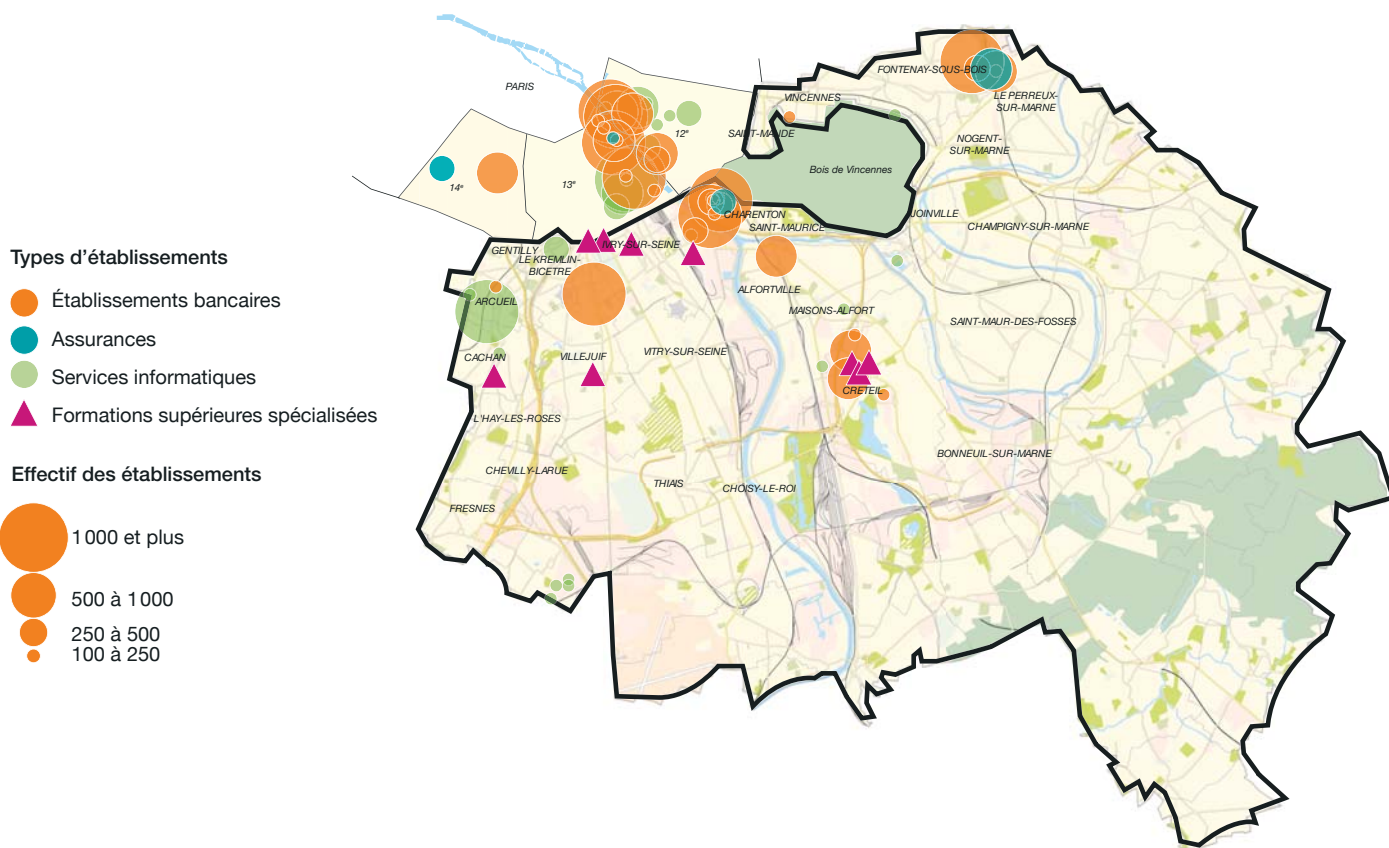 Types d'établissements
Établissements bancaires
Assurances
Services informatiques
Formations supérieures spécialisées
Effectif des établissements
1 000 et plus
500 à 1 000
250 à 500
100 à 250
PARIS
12e
13e
14e
FONTENAY-SOUS-BOIS
VINCENNES
LE PERREUX-
SUR-MARNE
SAINT-MANDE
NOGENT-
SUR-MARNE
Bois de Vincennes
CHARENTON
SAINT-MAURICE
JOINVILLE
CHAMPIGNY-SUR-MARNE
GENTILLY
LE KREMLIN-
BICETRE
IVRY-SUR-SEINE
ALFORTVILLE
ARCUEIL
MAISONS-ALFORT
SAINT-MAUR-DES-FOSSES
CACHAN
VILLEJUIF
VITRY-SUR-SEINE
CRETEIL
L'HAY-LES-ROSES
CHEVILLY-LARUE
THIAIS
CHOISY-LE-ROI
BONNEUIL-SUR-MARNE
FRESNES